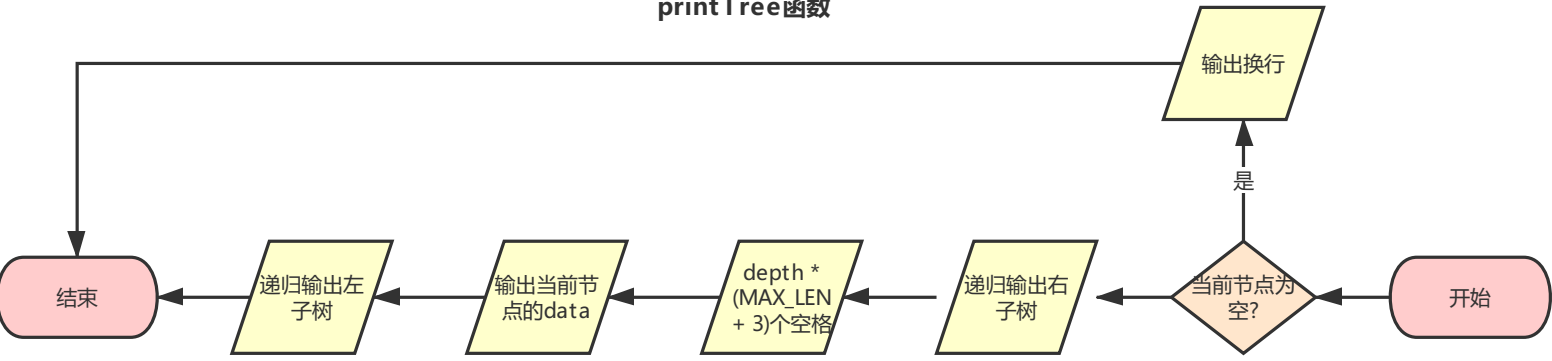 printTree函数
输出换行
是
结束
递归输出左
子树
输出当前节
点的data
depth *
(MAX_LEN
+ 3)个空格
递归输出右
子树
当前节点为
空?
开始